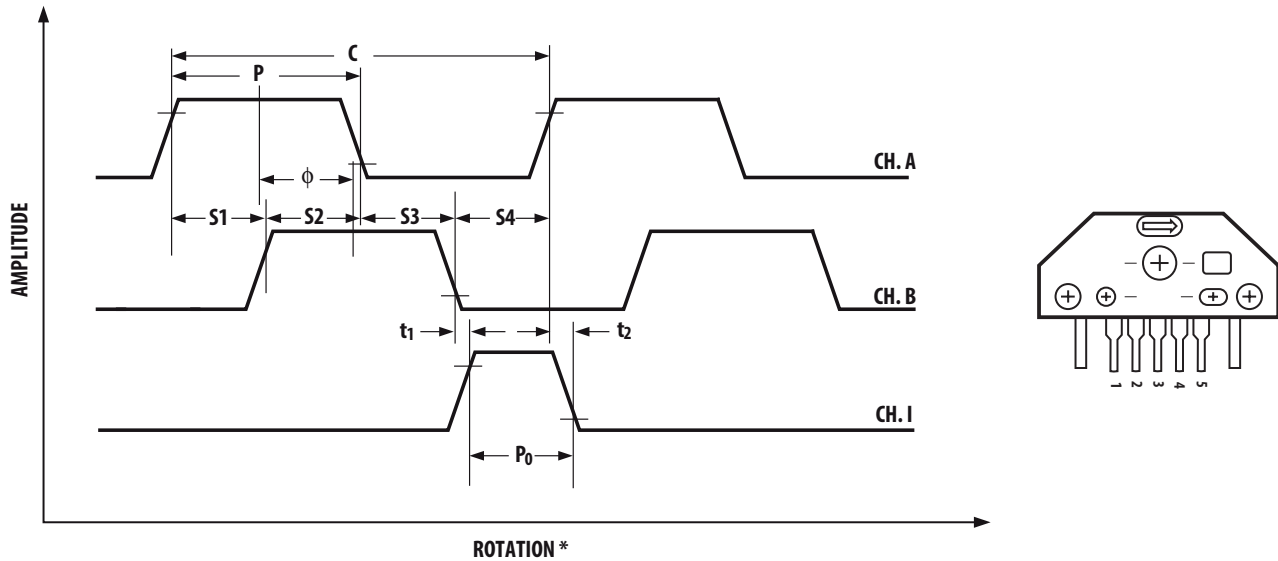 C
P
CH. A
ϕ
S1 S2 S3 S4
AMPLITUDE
CH. B
t1 t2
CH. I
P0
ROTATION *
1 2 3 4 5